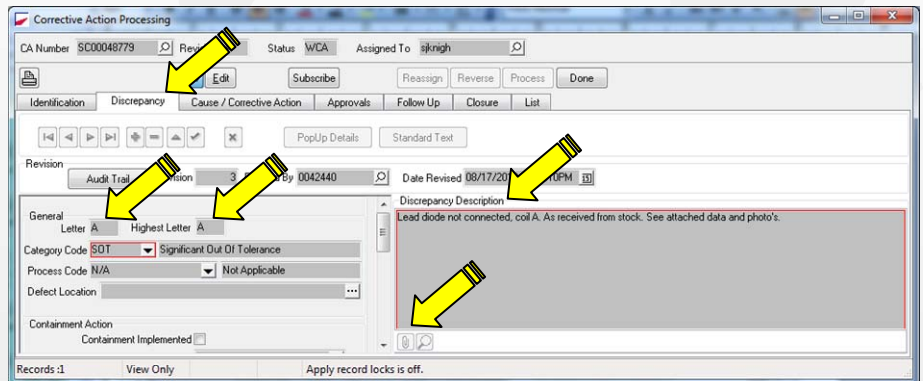 Corrective Action Processing
CA Number SC00048779 Status WCA Assigned To sjknigh
Edit Subscribe Reassign Reverse Process Done
Identification Discrepancy Cause / Corrective Action Approvals Follow Up Closure List
PopUp Details Standard Text
Revision
Audit Trail 3 By 0042440 Date Revised
General
Letter A Highest Letter A
Category Code SOT Significant Out Of Tolerance
Process Code N/A Not Applicable
Defect Location ...
Containment Action
Containment Implemented
Discrepancy Description
Lead diode not connected, coil A. As received from stock. See attached data and photo's.
Records :1 View Only Apply record locks is off.